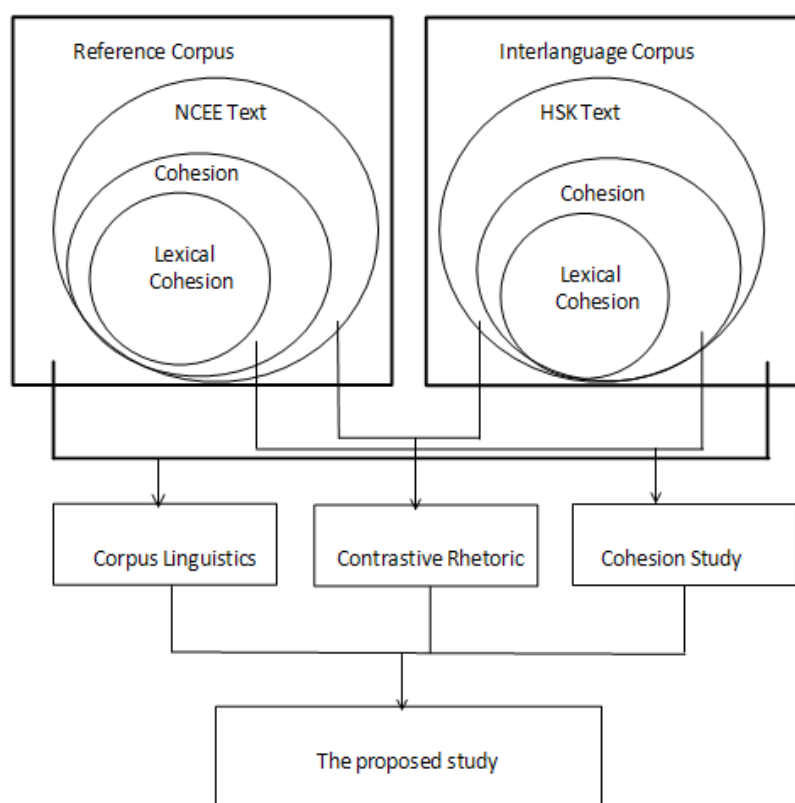 Reference Corpus
Interlanguage Corpus
NCEE Text
HSK Text
Cohesion
Cohesion
Lexical
Cohesion
Lexical
Cohesion
Corpus Linguistics
Contrastive Rhetoric
Cohesion Study
The proposed study